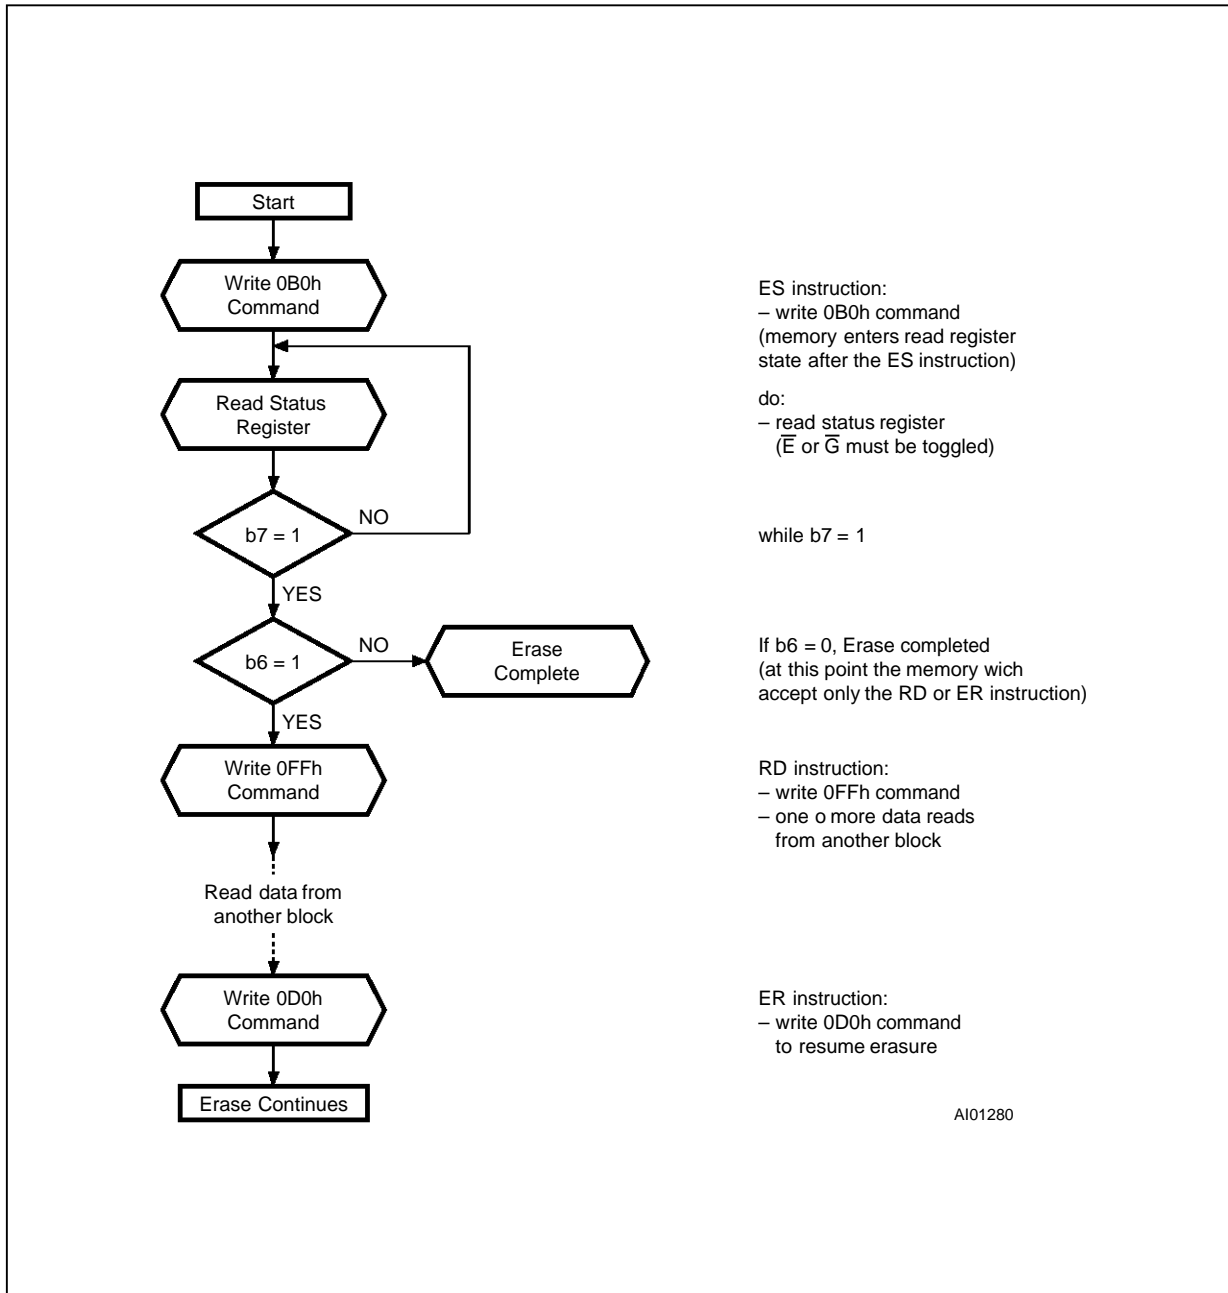 Start
Write 0B0h
Command
ES instruction:
– write 0B0h command
(memory enters read register
state after the ES instruction)
Read Status
Register
do:
– read status register
(E̅ or G̅ must be toggled)
b7 = 1
NO
while b7 = 1
YES
b6 = 1
NO
Erase
Complete
If b6 = 0, Erase completed
(at this point the memory wich
accept only the RD or ER instruction)
YES
Write 0FFh
Command
RD instruction:
– write 0FFh command
– one o more data reads
from another block
Read data from
another block
Write 0D0h
Command
ER instruction:
– write 0D0h command
to resume erasure
Erase Continues
AI01280